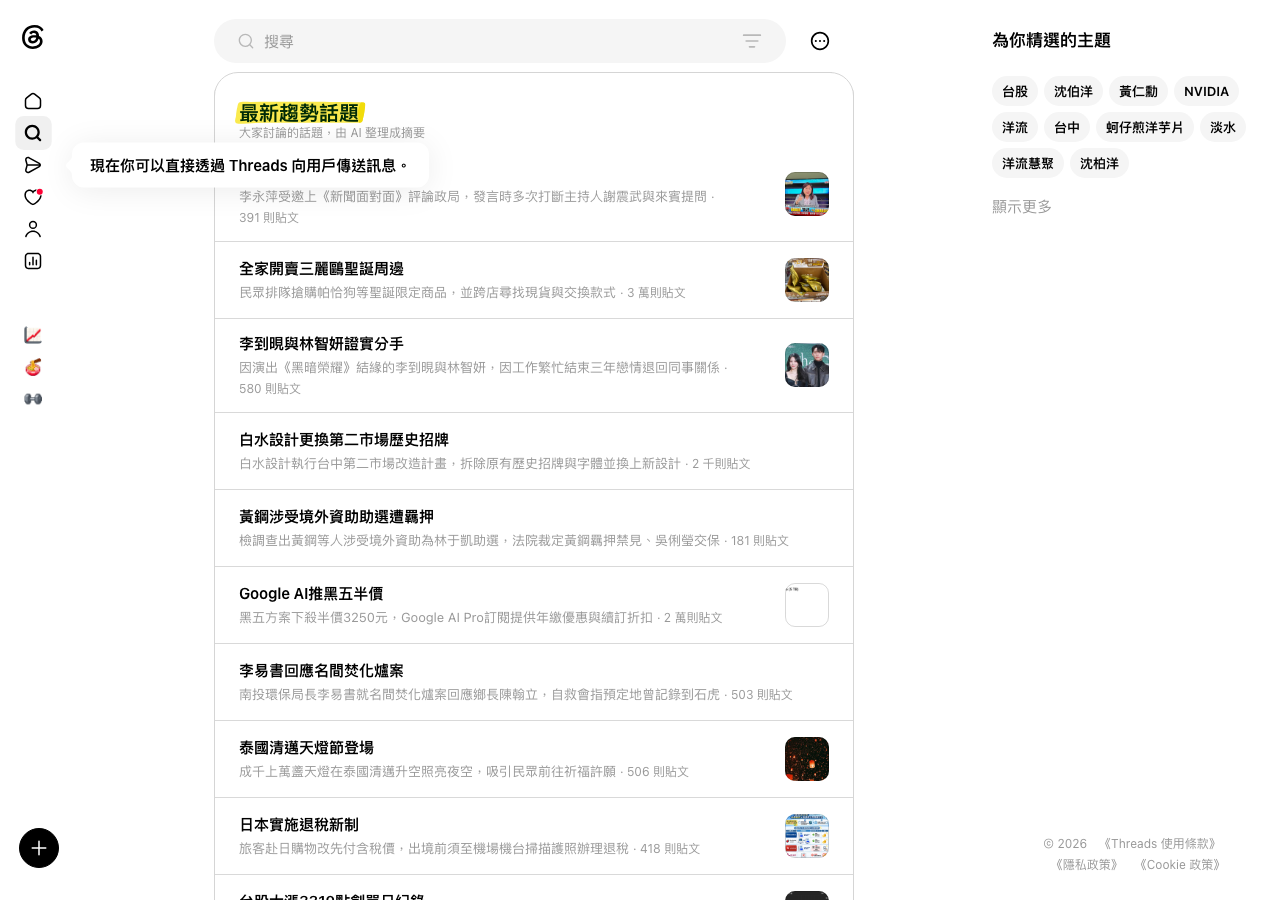 搜尋
最新趨勢話題
大家討論的話題，由 AI 整理成摘要
現在你可以直接透過 Threads 向用戶傳送訊息。
李永萍受邀上《新聞面對面》評論政局，發言時多次打斷主持人謝震武與來賓提問 ·
391 則貼文
全家開賣三麗鷗聖誕周邊
民眾排隊搶購帕恰狗等聖誕限定商品，並跨店尋找現貨與交換款式 · 3 萬則貼文
李到晛與林智妍證實分手
因演出《黑暗榮耀》結緣的李到晛與林智妍，因工作繁忙結束三年戀情退回同事關係 ·
580 則貼文
白水設計更換第二市場歷史招牌
白水設計執行台中第二市場改造計畫，拆除原有歷史招牌與字體並換上新設計 · 2 千則貼文
黃鋼涉受境外資助助選遭羈押
檢調查出黃鋼等人涉受境外資助為林于凱助選，法院裁定黃鋼羈押禁見、吳俐瑩交保 · 181 則貼文
Google AI推黑五半價
黑五方案下殺半價3250元，Google AI Pro訂閱提供年繳優惠與續訂折扣 · 2 萬則貼文
李易書回應名間焚化爐案
南投環保局長李易書就名間焚化爐案回應鄉長陳翰立，自救會指預定地曾記錄到石虎 · 503 則貼文
泰國清邁天燈節登場
成千上萬盞天燈在泰國清邁升空照亮夜空，吸引民眾前往祈福許願 · 506 則貼文
日本實施退稅新制
旅客赴日購物改先付含稅價，出境前須至機場機台掃描護照辦理退稅 · 418 則貼文
台股大漲3219點創單日紀錄
為你精選的主題
台股 沈伯洋 黃仁勳 NVIDIA
洋流 台中 蚵仔煎洋芋片 淡水
洋流慧聚 沈柏洋
顯示更多
© 2026 《Threads 使用條款》
《隱私政策》 《Cookie 政策》